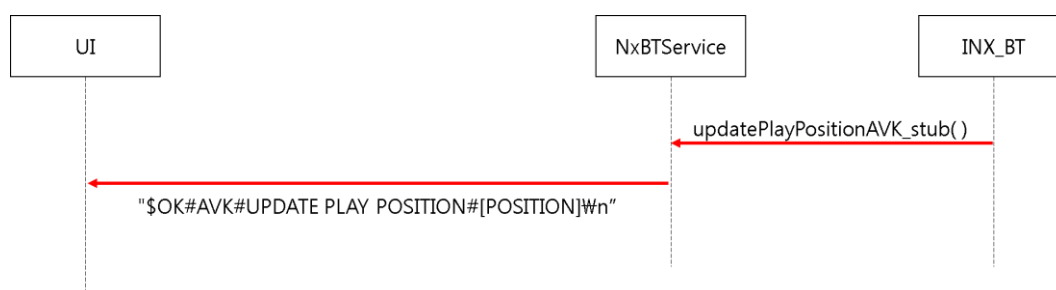 UI
NxBTService
INX_BT
updatePlayPositionAVK_stub( )
"$OK#AVK#UPDATE PLAY POSITION#[POSITION]₩n”